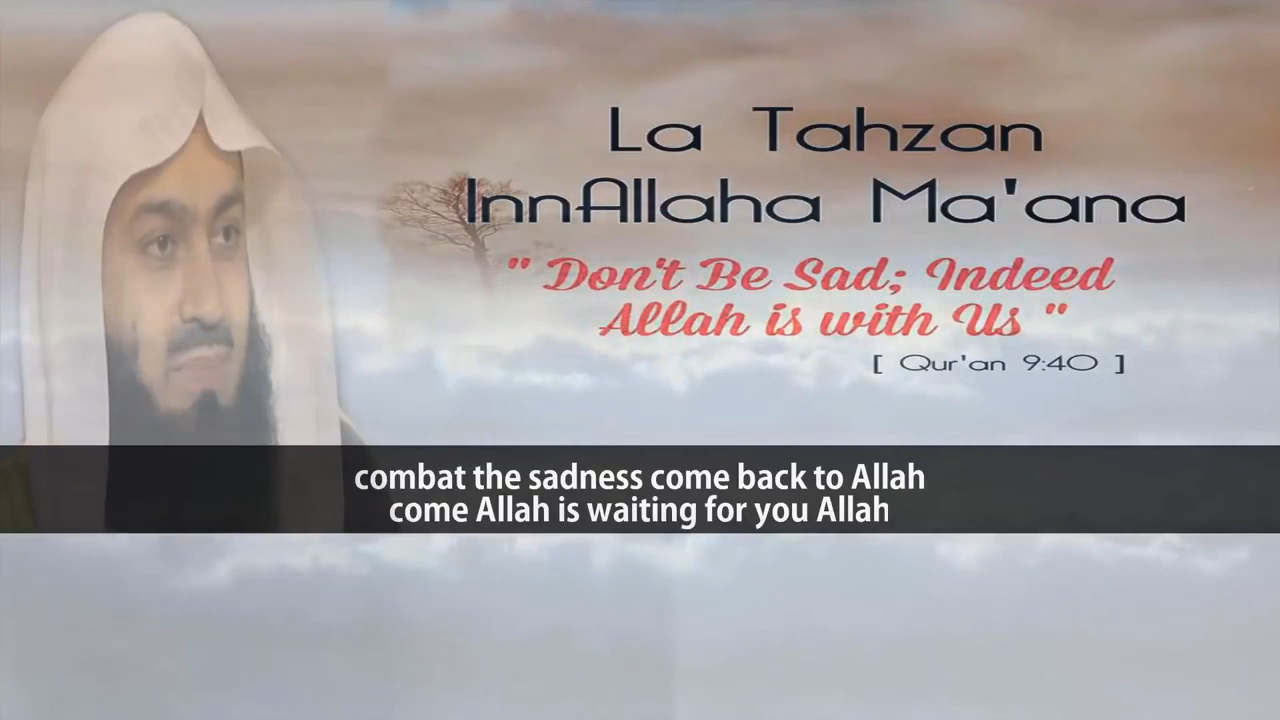 La Tahzan
InnAllaha Ma'ana
" Don't Be Sad; Indeed
Allah is with Us "
[ Qur'an 9:40 ]
combat the sadness come back to Allah
come Allah is waiting for you Allah